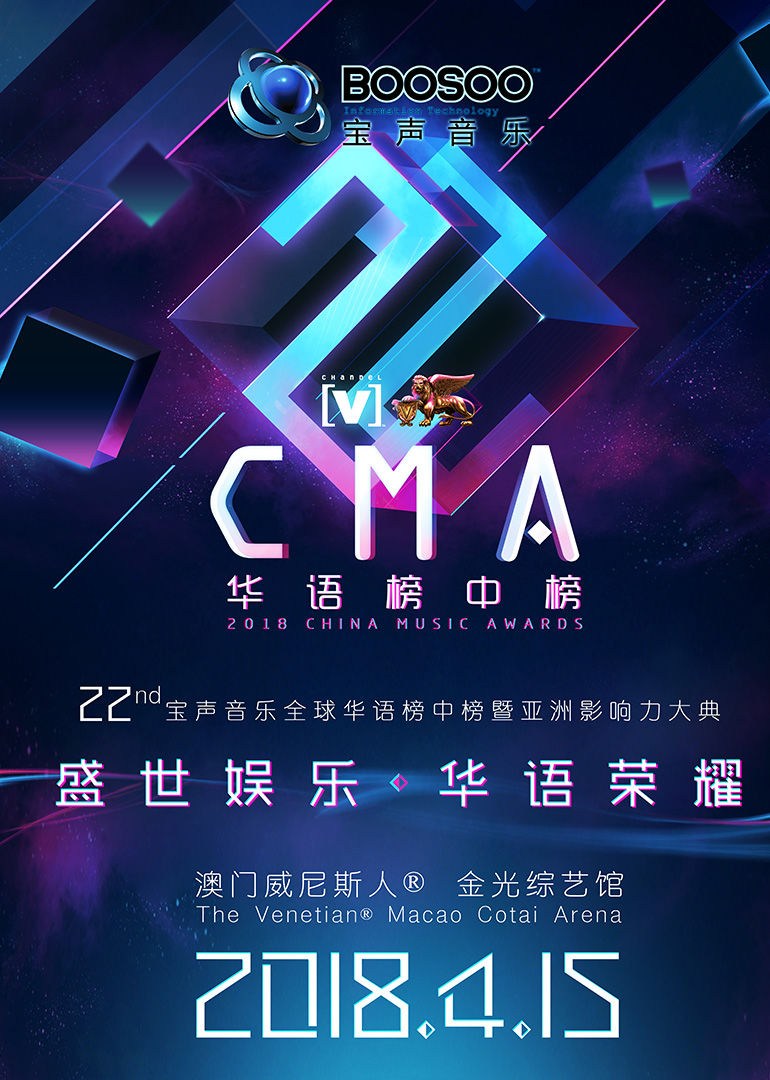 BOOSOO™
Information Technology
宝声音乐
22
CHANNEL
[V]™
CMA
华语榜中榜
2018 CHINA MUSIC AWARDS
22nd 宝声音乐全球华语榜中榜暨亚洲影响力大典
盛世娱乐·华语荣耀
澳门威尼斯人® 金光综艺馆
The Venetian® Macao Cotai Arena
2018.4.15